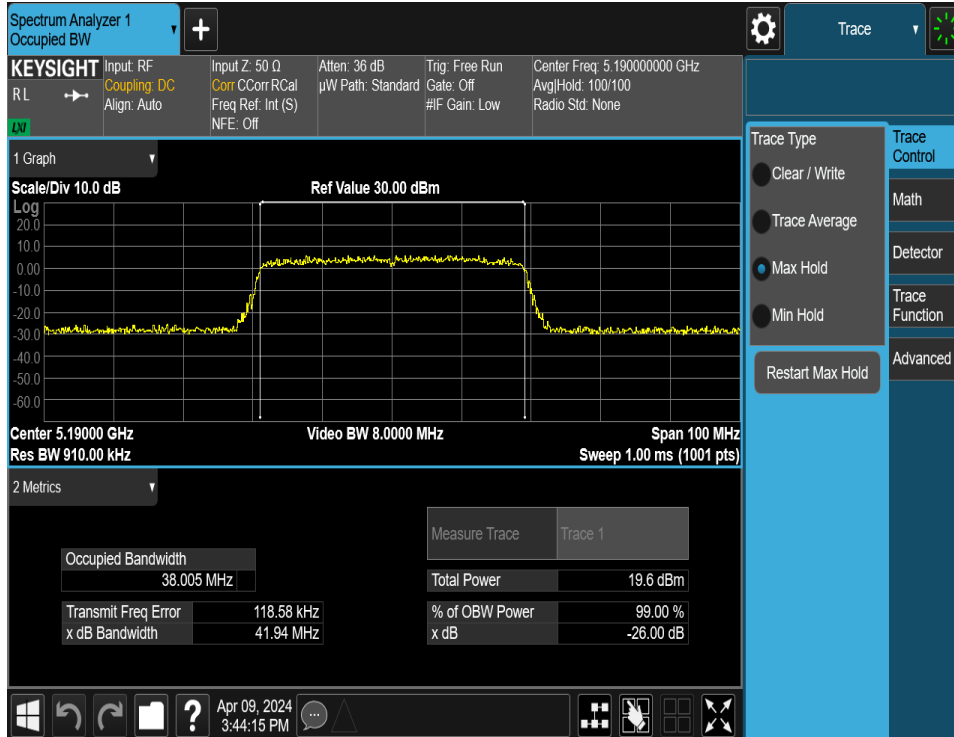 Spectrum Analyzer 1
Occupied BW
+
Trace
KEYSIGHT
R L
LXI
Input: RF
Coupling: DC
Align: Auto
Input Z: 50 Ω
Corr CCorr RCal
Freq Ref: Int (S)
NFE: Off
Atten: 36 dB
µW Path: Standard
Trig: Free Run
Gate: Off
#IF Gain: Low
Center Freq: 5.190000000 GHz
Avg|Hold: 100/100
Radio Std: None
1 Graph
Scale/Div 10.0 dB
Ref Value 30.00 dBm
Log
20.0
10.0
0.00
-10.0
-20.0
-30.0
-40.0
-50.0
-60.0
Center 5.19000 GHz
Video BW 8.0000 MHz
Span 100 MHz
Res BW 910.00 kHz
Sweep 1.00 ms (1001 pts)
2 Metrics
Measure Trace
Trace 1
Occupied Bandwidth
38.005 MHz
Total Power
19.6 dBm
Transmit Freq Error
118.58 kHz
% of OBW Power
99.00 %
x dB Bandwidth
41.94 MHz
x dB
-26.00 dB
Trace Type
Clear / Write
Trace Average
Max Hold
Min Hold
Restart Max Hold
Trace
Control
Math
Detector
Trace
Function
Advanced
?
Apr 09, 2024
3:44:15 PM